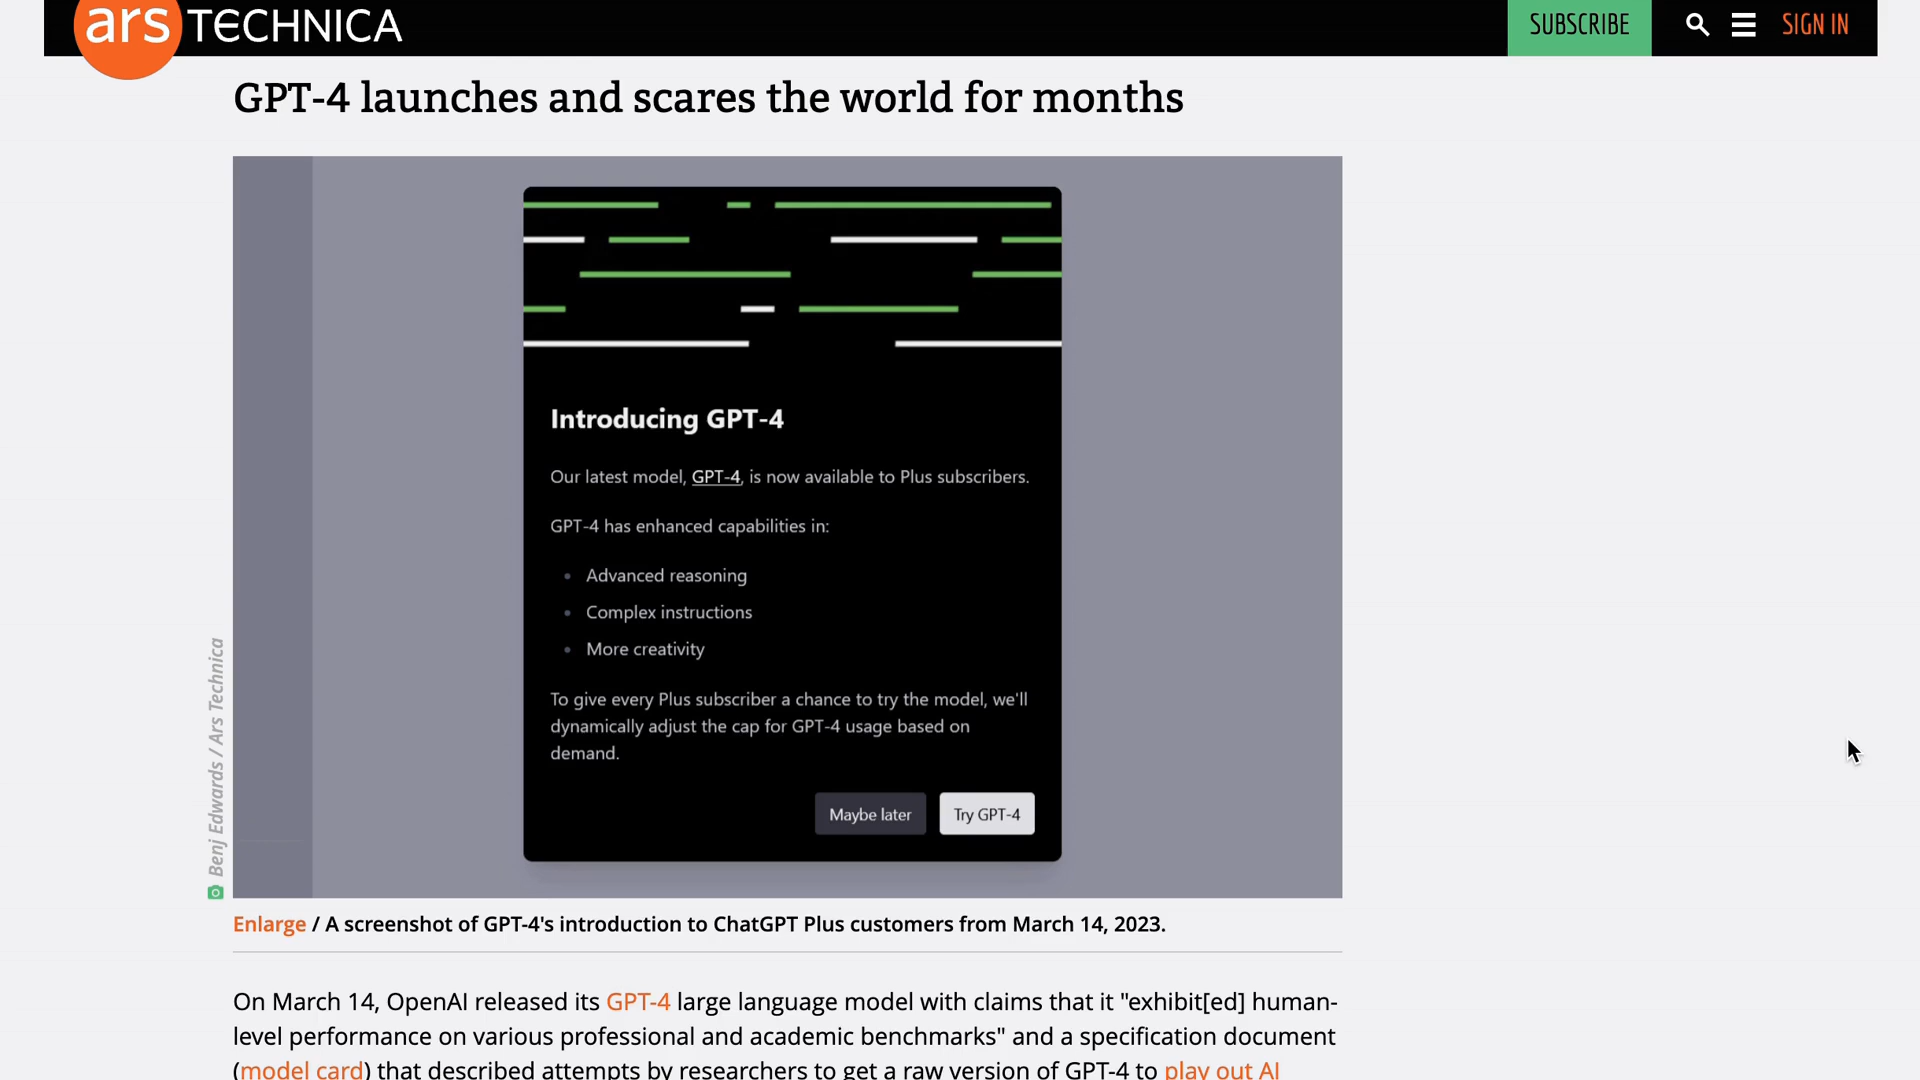 ars TECHNICA
SUBSCRIBE
SIGN IN
GPT-4 launches and scares the world for months
Introducing GPT-4
Our latest model, GPT-4, is now available to Plus subscribers.
GPT-4 has enhanced capabilities in:
• Advanced reasoning
• Complex instructions
• More creativity
To give every Plus subscriber a chance to try the model, we'll
dynamically adjust the cap for GPT-4 usage based on
demand.
Maybe later
Try GPT-4
Benj Edwards / Ars Technica
Enlarge / A screenshot of GPT-4's introduction to ChatGPT Plus customers from March 14, 2023.
On March 14, OpenAI released its GPT-4 large language model with claims that it "exhibit[ed] human-
level performance on various professional and academic benchmarks" and a specification document
(model card) that described attempts by researchers to get a raw version of GPT-4 to play out AI